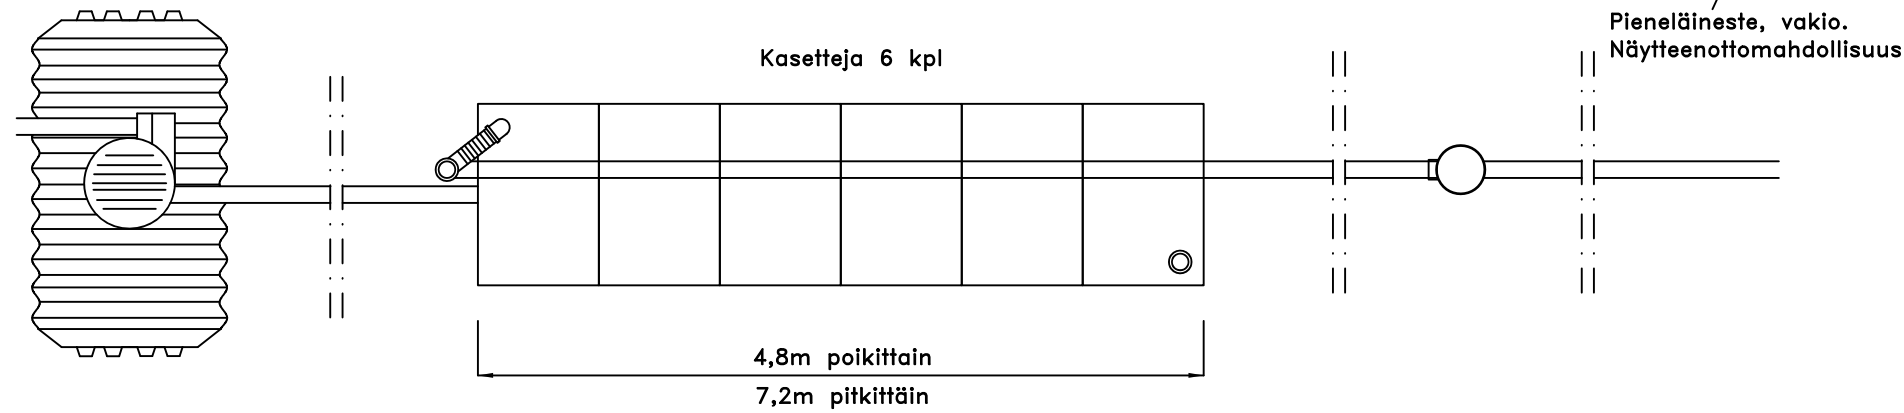 Pieneläineste, vakio.
Näytteenottomahdollisuus
Kasetteja 6 kpl
4,8m poikittain
7,2m pitkittäin